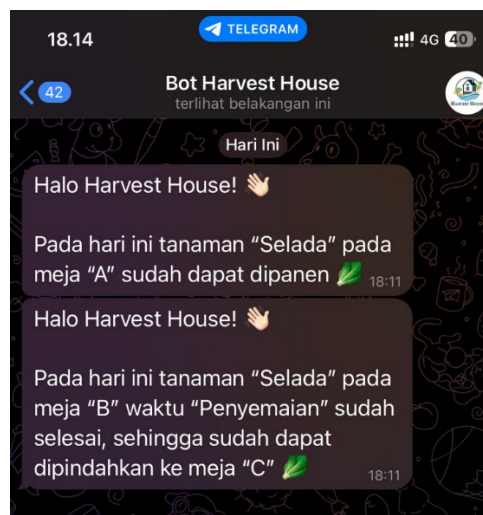 18.14
TELEGRAM
4G 40
42
Bot Harvest House
terlihat belakangan ini
HARVEST HOUSE
Hari Ini
Halo Harvest House! 👋🏻
Pada hari ini tanaman “Selada” pada
meja “A” sudah dapat dipanen 🥬 18:11
Halo Harvest House! 👋🏻
Pada hari ini tanaman “Selada” pada
meja “B” waktu “Penyemaian” sudah
selesai, sehingga sudah dapat
dipindahkan ke meja “C” 🥬 18:11